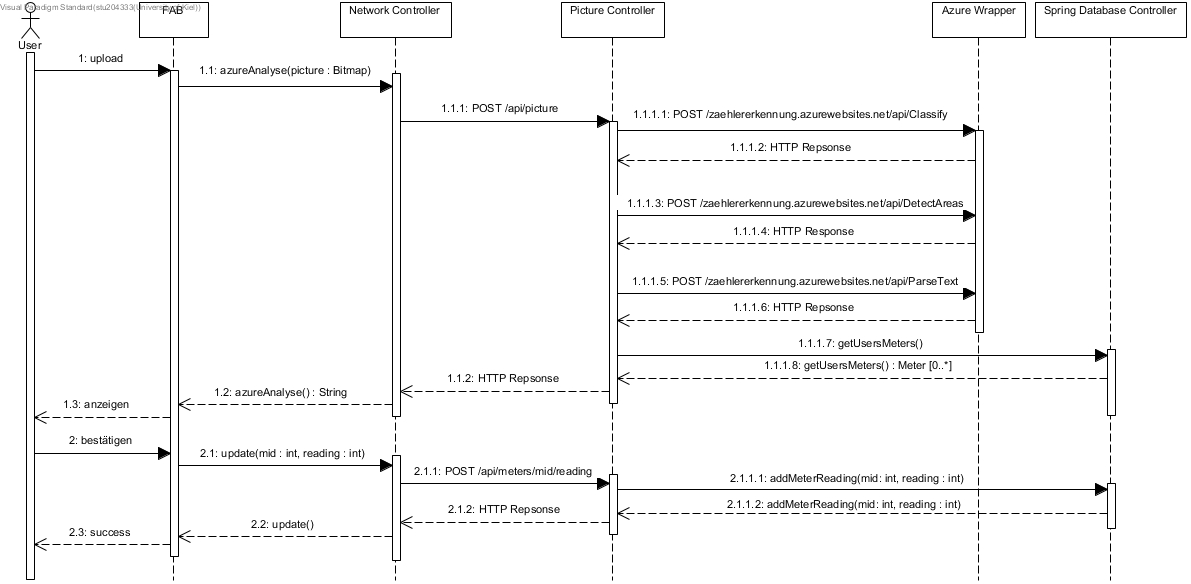 Visual Paradigm Standard(stu204333(University of Kiel))
FAB
Network Controller
Picture Controller
Azure Wrapper
Spring Database Controller
User
1: upload
1.1: azureAnalyse(picture : Bitmap)
1.1.1: POST /api/picture
1.1.1.1: POST /zaehlererkennung.azurewebsites.net/api/Classify
1.1.1.2: HTTP Repsonse
1.1.1.3: POST /zaehlererkennung.azurewebsites.net/api/DetectAreas
1.1.1.4: HTTP Response
1.1.1.5: POST /zaehlererkennung.azurewebsites.net/api/ParseText
1.1.1.6: HTTP Repsonse
1.1.1.7: getUsersMeters()
1.1.1.8: getUsersMeters() : Meter [0..*]
1.1.2: HTTP Repsonse
1.2: azureAnalyse() : String
1.3: anzeigen
2: bestätigen
2.1: update(mid : int, reading : int)
2.1.1: POST /api/meters/mid/reading
2.1.1.1: addMeterReading(mid: int, reading : int)
2.1.1.2: addMeterReading(mid: int, reading : int)
2.1.2: HTTP Repsonse
2.2: update()
2.3: success